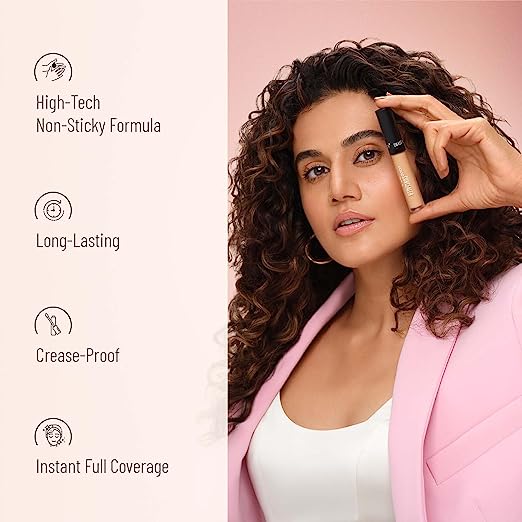 High-Tech
Non-Sticky Formula
Long-Lasting
Crease-Proof
Instant Full Coverage